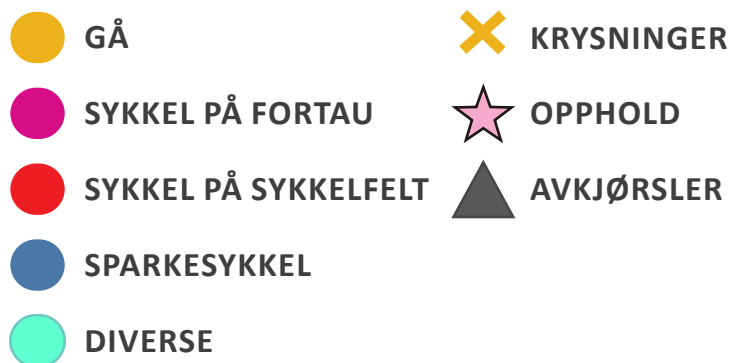 GÅ
SYKKEL PÅ FORTAU
SYKKEL PÅ SYKKELFELT
SPARKESYKKEL
DIVERSE
KRYSNINGER
OPPHOLD
AVKJØRSLER